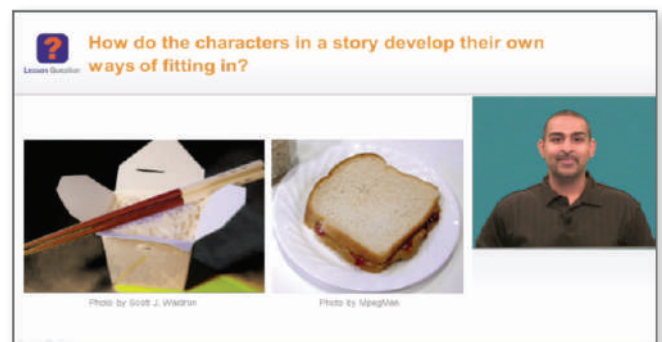 ?
How do the characters in a story develop their own
ways of fitting in?
Lesson Question
Photo by Scott J. Waldron
Photo by MpegMan